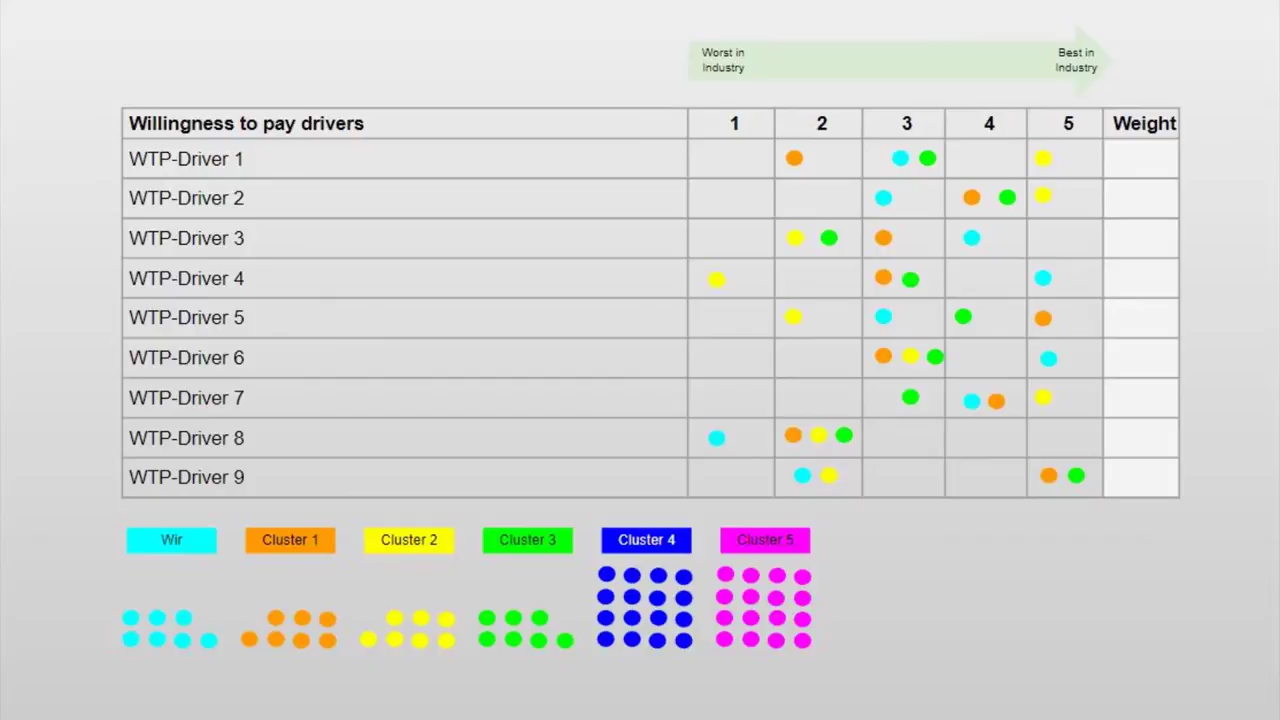 Worst in
Industry
Best in
Industry
Willingness to pay drivers 1 2 3 4 5 Weight
WTP-Driver 1
WTP-Driver 2
WTP-Driver 3
WTP-Driver 4
WTP-Driver 5
WTP-Driver 6
WTP-Driver 7
WTP-Driver 8
WTP-Driver 9
Wir Cluster 1 Cluster 2 Cluster 3 Cluster 4 Cluster 5